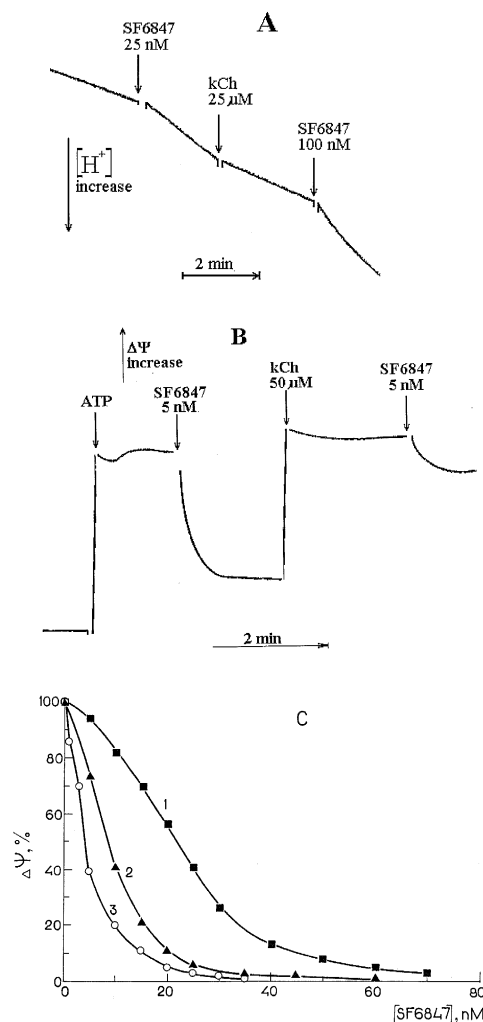 A
SF6847
25 nM
kCh
25 µM
SF6847
100 nM
[H+]
increase
2 min
B
ΔΨ
increase
ATP
SF6847
5 nM
kCh
50 µM
SF6847
5 nM
2 min
C
100
80
60
40
20
0
ΔΨ, %
1
2
3
0
20
40
60
80
[SF6847], nM